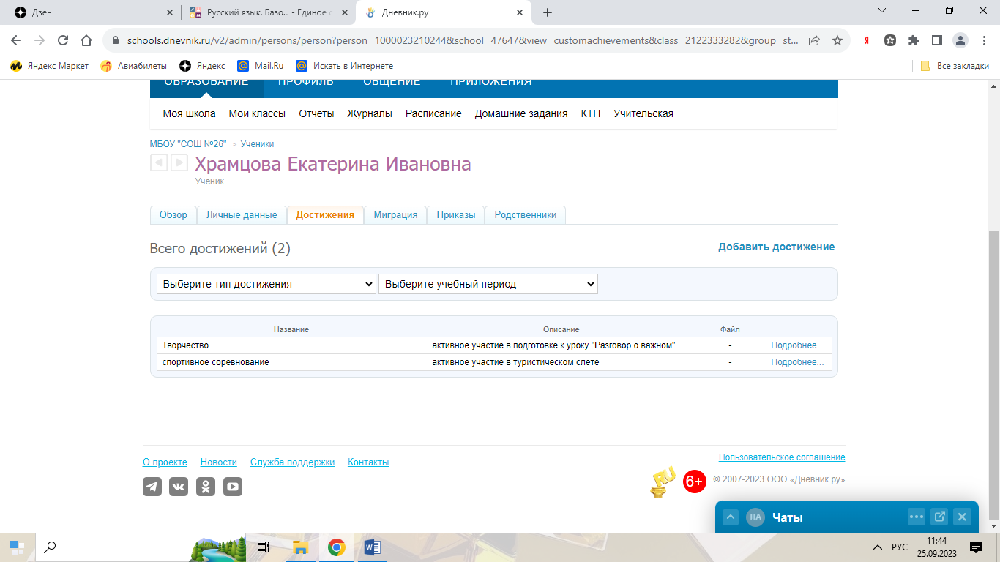 Дзен
Русский язык. Базо... - Единое с
Дневник.ру
schools.dnevnik.ru/v2/admin/persons/person?person=1000023210244&school=47647&view=customachievements&class=2122333282&group=st...
Я
Яндекс Маркет Авиабилеты Яндекс Mail.Ru Искать в Интернете Все закладки
ОБРАЗОВАНИЕ ПРОФИЛЬ ОБЩЕНИЕ ПРИЛОЖЕНИЯ
Моя школа Мои классы Отчеты Журналы Расписание Домашние задания КТП Учительская
МБОУ "СОШ №26" > Ученики
Храмцова Екатерина Ивановна
Ученик
Обзор Личные данные Достижения Миграция Приказы Родственники
Всего достижений (2) Добавить достижение
Выберите тип достижения Выберите учебный период
Название Описание Файл
Творчество активное участие в подготовке к уроку "Разговор о важном" - Подробнее...
спортивное соревнование активное участие в туристическом слёте - Подробнее...
О проекте Новости Служба поддержки Контакты Пользовательское соглашение
RU 6+ © 2007-2023 ООО «Дневник.ру»
ЛА Чаты
РУС 11:44
25.09.2023